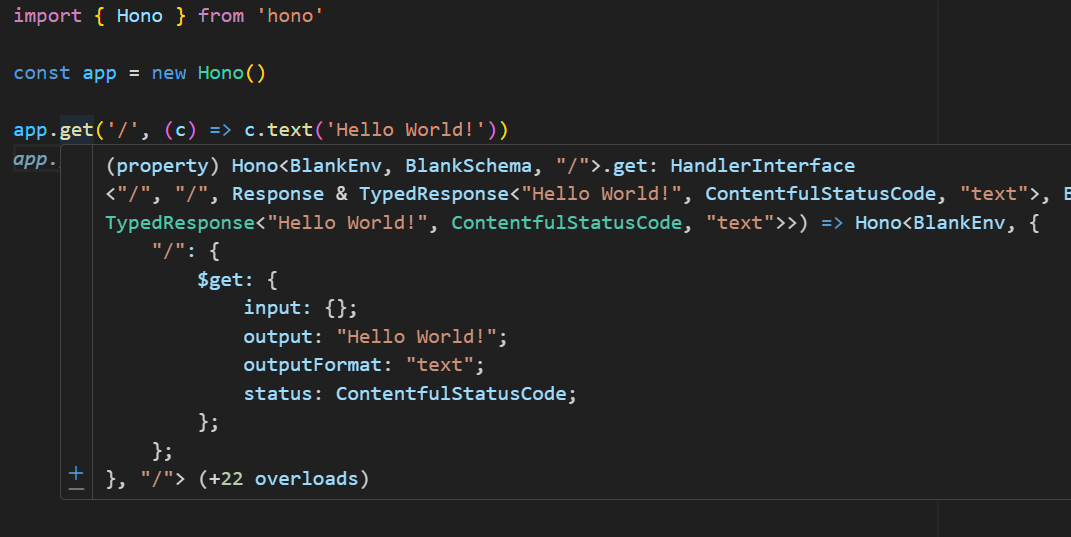 import { Hono } from 'hono'
const app = new Hono()
app.get('/', (c) => c.text('Hello World!'))
app.
(property) Hono<BlankEnv, BlankSchema, "/">.get: HandlerInterface
<"/", "/", Response & TypedResponse<"Hello World!", ContentfulStatusCode, "text">,
TypedResponse<"Hello World!", ContentfulStatusCode, "text">>) => Hono<BlankEnv, {
"/": {
$get: {
input: {};
output: "Hello World!";
outputFormat: "text";
status: ContentfulStatusCode;
};
};
}, "/"> (+22 overloads)